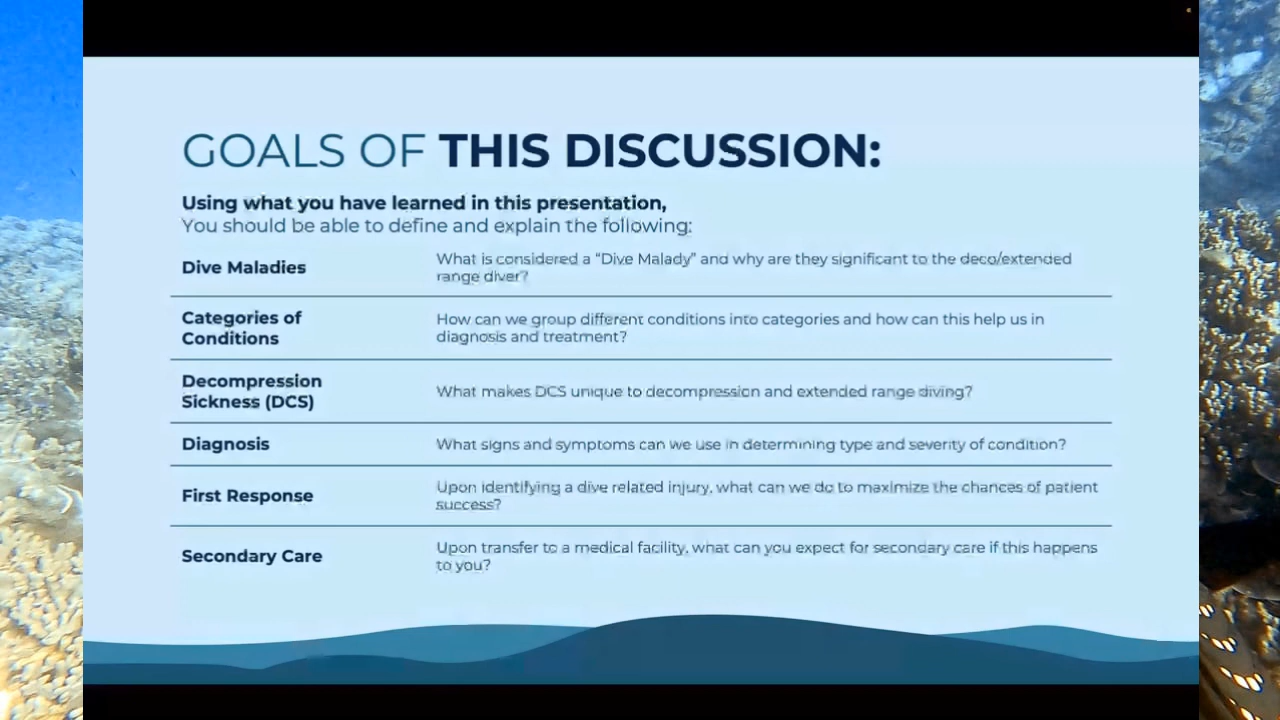 GOALS OF THIS DISCUSSION:
Using what you have learned in this presentation,
You should be able to define and explain the following:
Dive Maladies
What is considered a “Dive Malady” and why are they significant to the deco/extended
range diver?
Categories of
Conditions
How can we group different conditions into categories and how can this help us in
diagnosis and treatment?
Decompression
Sickness (DCS)
What makes DCS unique to decompression and extended range diving?
Diagnosis
What signs and symptoms can we use in determining type and severity of condition?
First Response
Upon identifying a dive related injury, what can we do to maximize the chances of patient
success?
Secondary Care
Upon transfer to a medical facility, what can you expect for secondary care if this happens
to you?